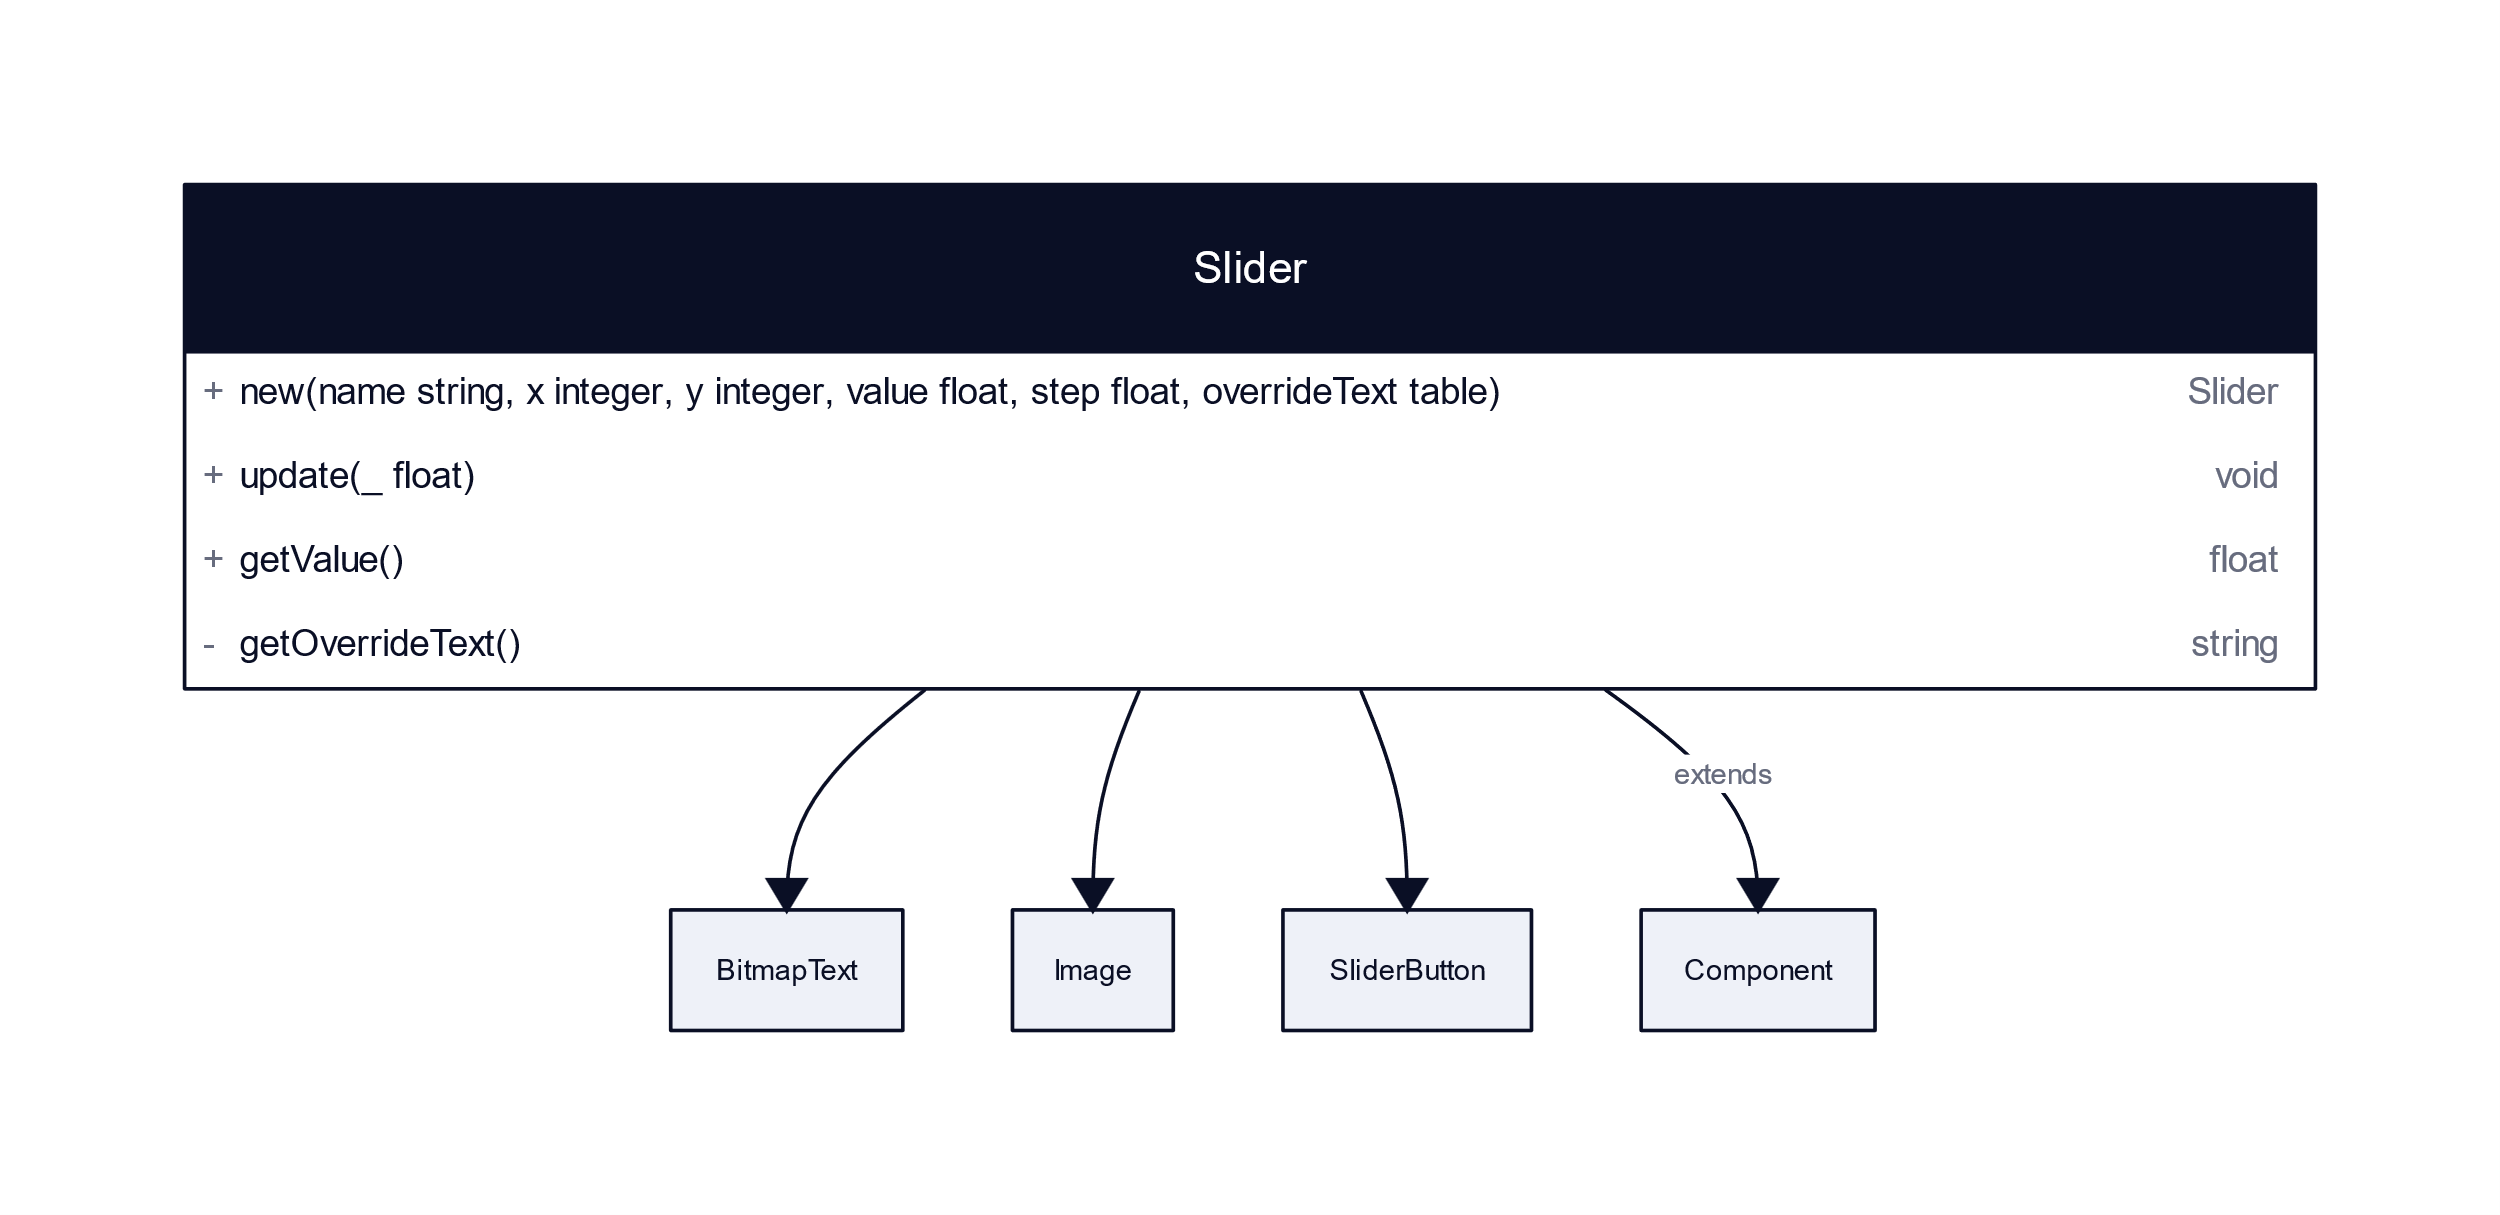 Slider
+ new(name string, x integer, y integer, value float, step float, overrideText table) Slider
+ update(_ float) void
+ getValue() float
- getOverrideText() string
extends
BitmapText
Image
SliderButton
Component